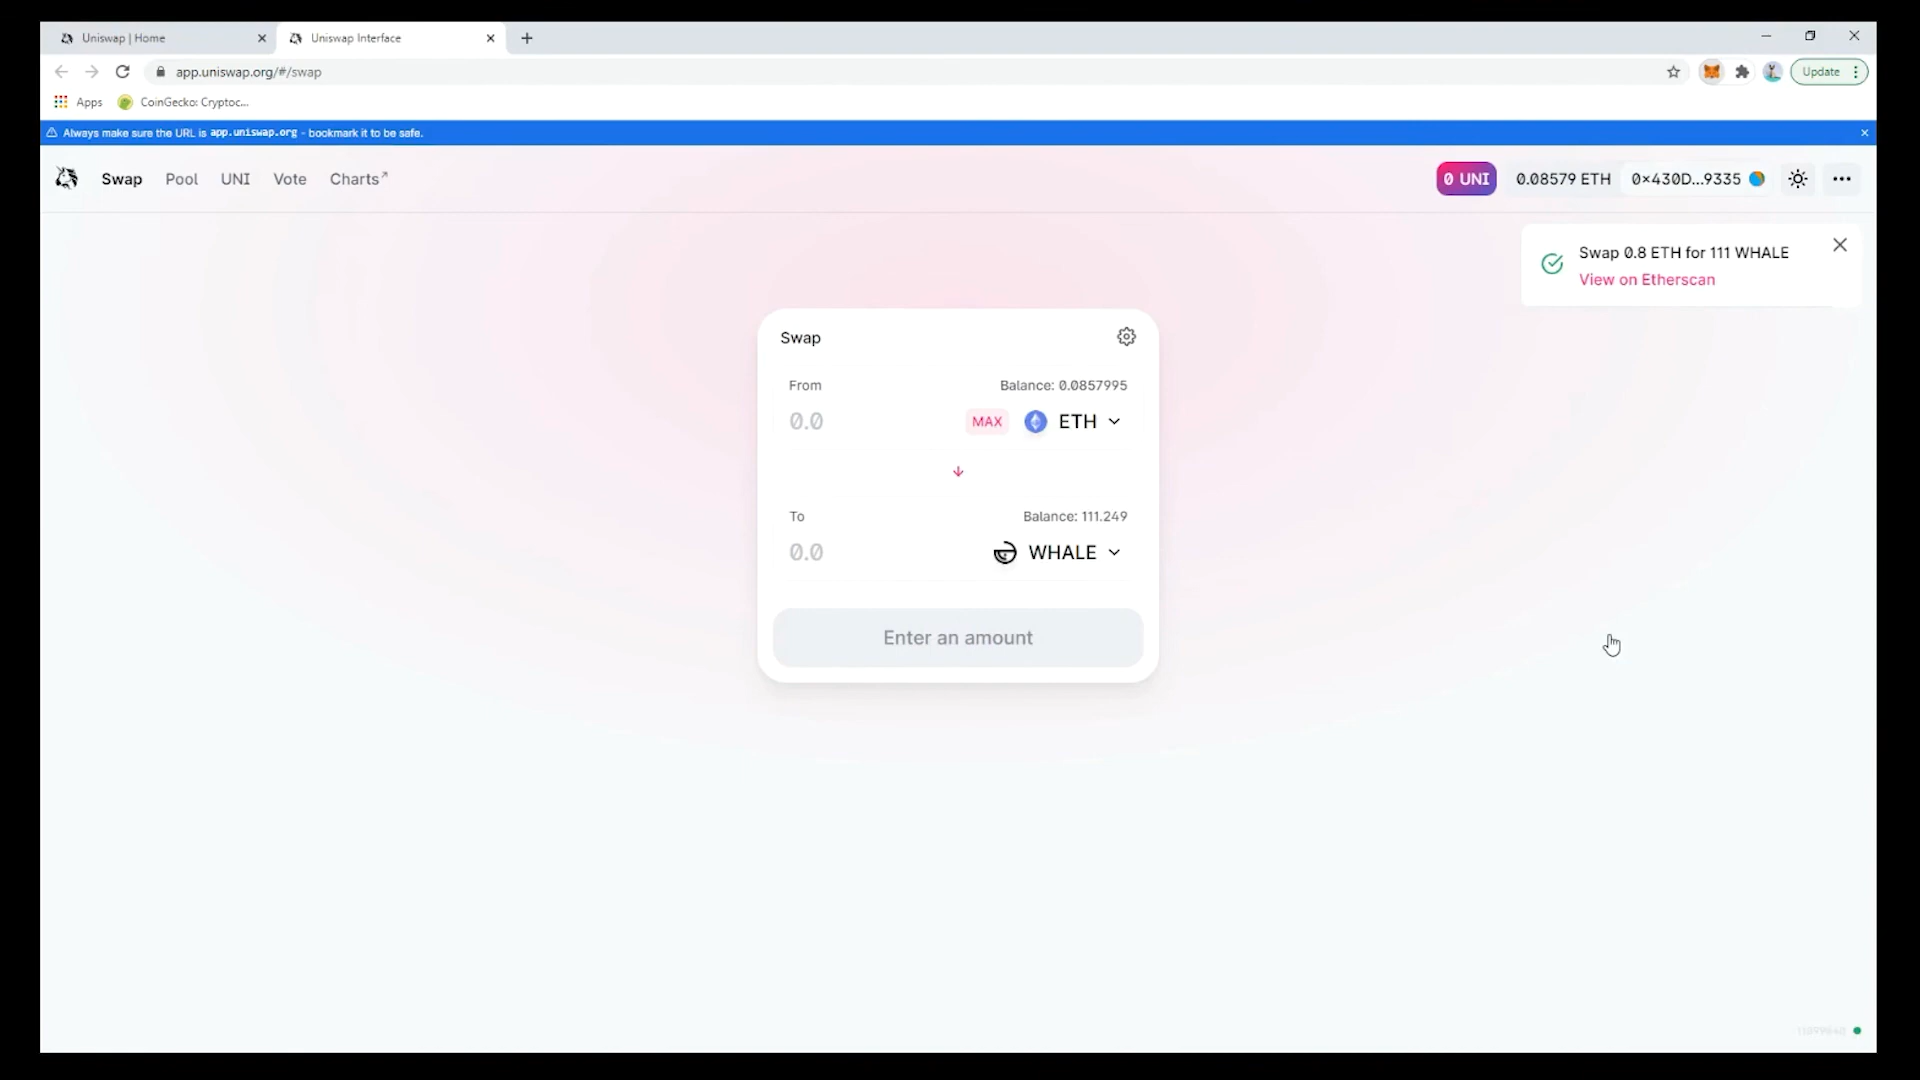 Uniswap | Home
Uniswap Interface
app.uniswap.org/#/swap
Update
Apps
CoinGecko: Cryptoc...
Always make sure the URL is app.uniswap.org - bookmark it to be safe.
Swap
Pool
UNI
Vote
Charts↗
0 UNI
0.08579 ETH
0×430D...9335
Swap 0.8 ETH for 111 WHALE
View on Etherscan
Swap
From
Balance: 0.0857995
0.0
MAX
ETH
To
Balance: 111.249
0.0
WHALE
Enter an amount